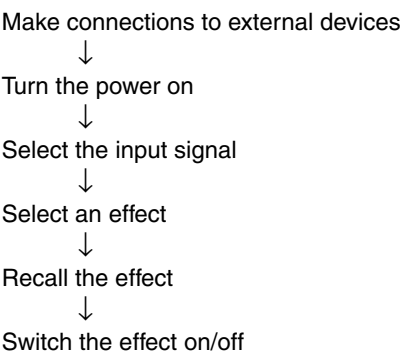 Make connections to external devices
↓
Turn the power on
↓
Select the input signal
↓
Select an effect
↓
Recall the effect
↓
Switch the effect on/off